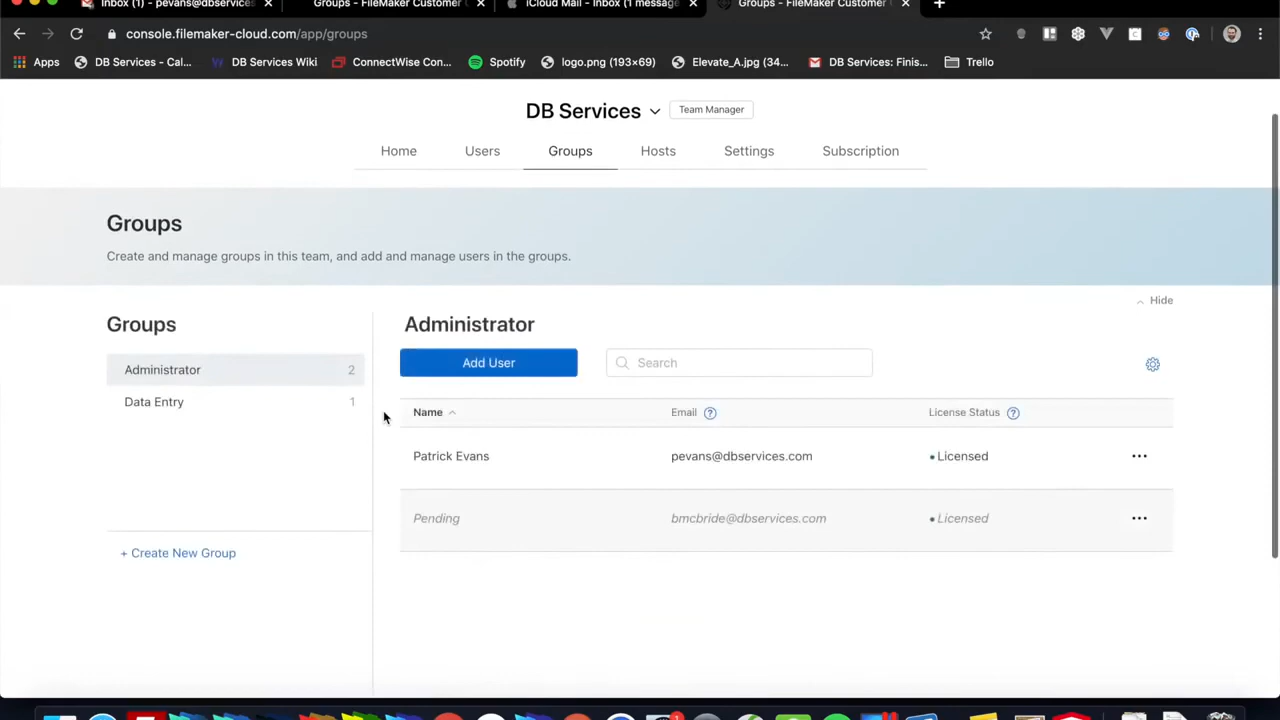 Inbox (1) - pevans@dbservices
Groups - FileMaker Customer
iCloud Mail - Inbox (1 message
Groups - FileMaker Customer
console.filemaker-cloud.com/app/groups
Apps
DB Services - Cal...
DB Services Wiki
ConnectWise Con...
Spotify
logo.png (193×69)
Elevate_A.jpg (34...
DB Services: Finis...
Trello
DB Services
Team Manager
Home
Users
Groups
Hosts
Settings
Subscription
Groups
Create and manage groups in this team, and add and manage users in the groups.
Hide
Groups
Administrator
Administrator 2
Add User
Search
Data Entry 1
Name
Email ?
License Status ?
Patrick Evans
pevans@dbservices.com
Licensed
Pending
bmcbride@dbservices.com
Licensed
+ Create New Group